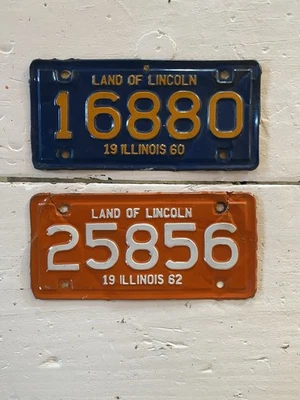 LAND OF LINCOLN
16880
19 ILLINOIS 60
LAND OF LINCOLN
25856
19 ILLINOIS 62